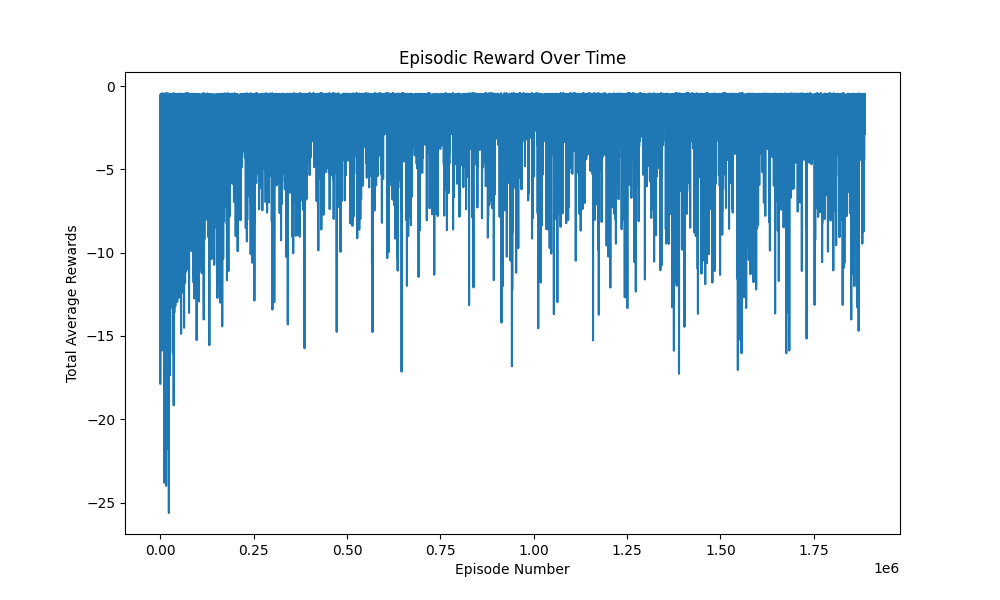 Episodic Reward Over Time
Total Average Rewards
0
−5
−10
−15
−20
−25
0.00 0.25 0.50 0.75 1.00 1.25 1.50 1.75
1e6
Episode Number